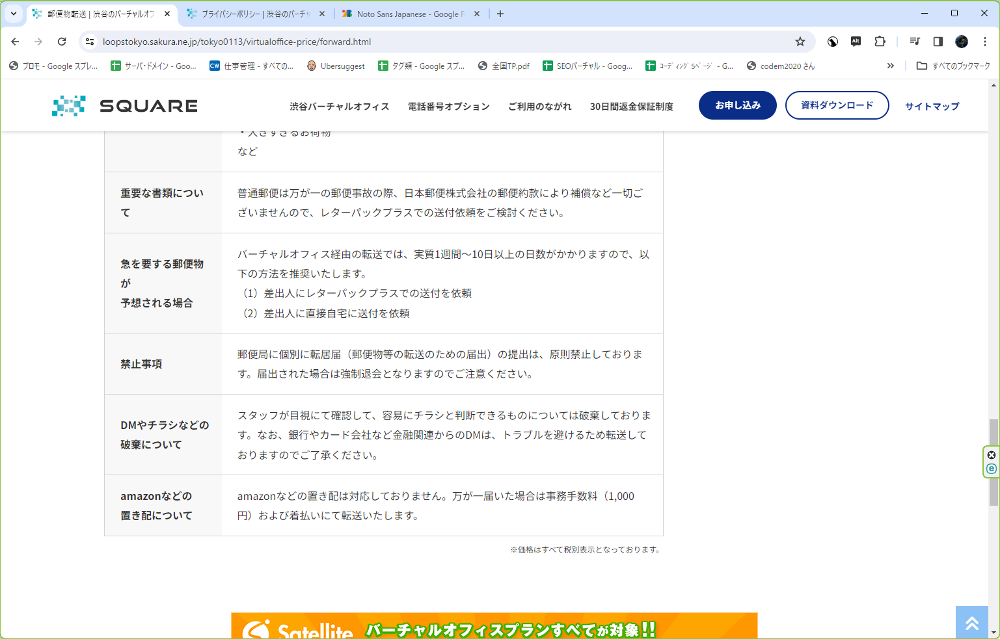 郵便物転送 | 渋谷のバーチャルオフ
プライバシーポリシー | 渋谷のバーチャ
Noto Sans Japanese - Google F
loopstokyo.sakura.ne.jp/tokyo0113/virtualoffice-price/forward.html
プロモ - Google スプレ...
サーバ・ドメイン - Goo...
CW 仕事管理 - すべての...
Ubersuggest
タグ類 - Google スプ...
全国TP.pdf
SEOバーチャル - Goog...
コーディング 5ページ - G...
codem2020 さん
すべてのブックマーク
SQUARE
渋谷バーチャルオフィス
電話番号オプション
ご利用のながれ
30日間返金保証制度
お申し込み
資料ダウンロード
サイトマップ
・大きすぎるお荷物
など
重要な書類につい
て
普通郵便は万が一の郵便事故の際、日本郵便株式会社の郵便約款により補償など一切ご
ざいませんので、レターパックプラスでの送付依頼をご検討ください。
急を要する郵便物
が
予想される場合
バーチャルオフィス経由の転送では、実質1週間～10日以上の日数がかかりますので、以
下の方法を推奨いたします。
（1）差出人にレターパックプラスでの送付を依頼
（2）差出人に直接自宅に送付を依頼
禁止事項
郵便局に個別に転居届（郵便物等の転送のための届出）の提出は、原則禁止しておりま
す。届出された場合は強制退会となりますのでご注意ください。
DMやチラシなどの
破棄について
スタッフが目視にて確認して、容易にチラシと判断できるものについては破棄しておりま
す。なお、銀行やカード会社など金融関連からのDMは、トラブルを避けるため転送して
おりますのでご了承ください。
amazonなどの
置き配について
amazonなどの置き配は対応しておりません。万が一届いた場合は事務手数料（1,000
円）および着払いにて転送いたします。
※価格はすべて税別表示となっております。
Satellite
バーチャルオフィスプランすべてが対象!!